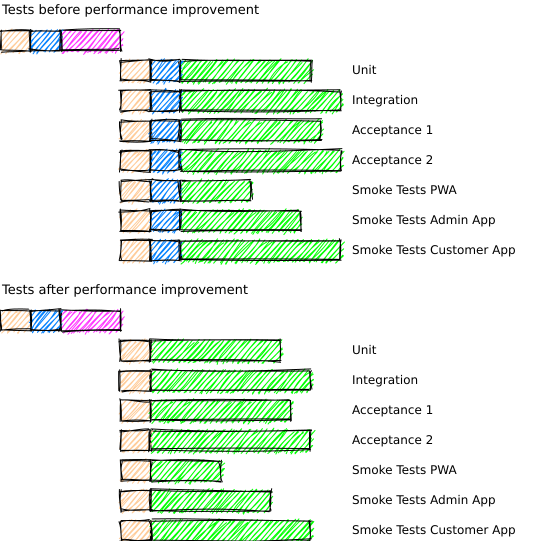 Tests before performance improvement
Unit
Integration
Acceptance 1
Acceptance 2
Smoke Tests PWA
Smoke Tests Admin App
Smoke Tests Customer App
Tests after performance improvement
Unit
Integration
Acceptance 1
Acceptance 2
Smoke Tests PWA
Smoke Tests Admin App
Smoke Tests Customer App